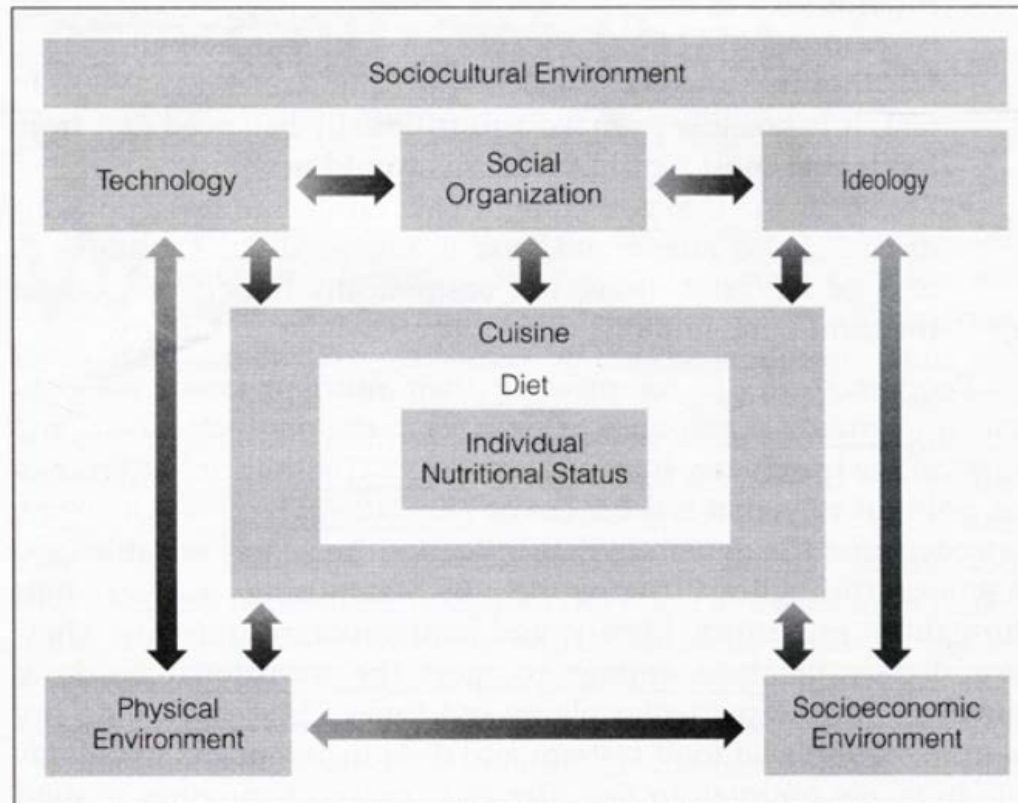 Sociocultural Environment
Technology
Social
Organization
Ideology
Cuisine
Diet
Individual
Nutritional Status
Physical
Environment
Socioeconomic
Environment